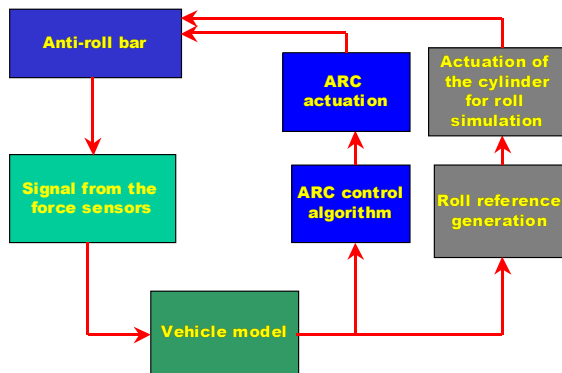 Anti-roll bar
ARC
actuation
Actuation of
the cylinder
for roll
simulation
Signal from the
force sensors
ARC control
algorithm
Roll reference
generation
Vehicle model